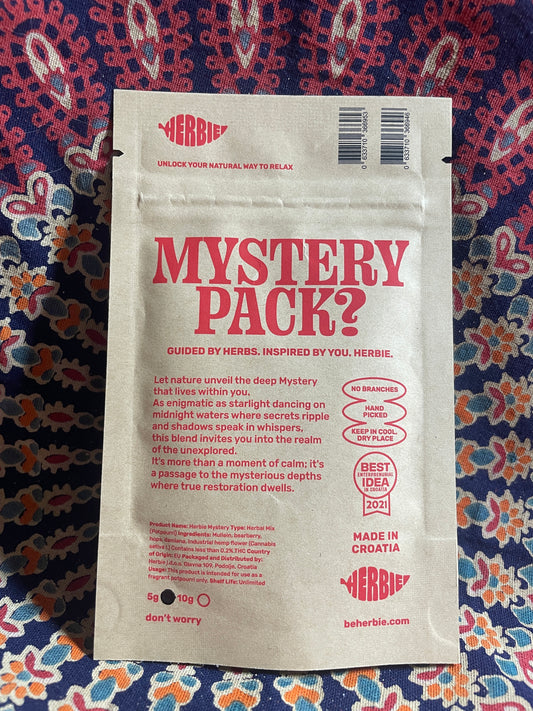 HERBIE
UNLOCK YOUR NATURAL WAY TO RELAX
0 633710 366953
0 633710 366946
MYSTERY
PACK?
GUIDED BY HERBS. INSPIRED BY YOU. HERBIE.
Let nature unveil the deep Mystery
that lives within you.
As enigmatic as starlight dancing on
midnight waters where secrets ripple
and shadows speak in whispers,
this blend invites you into the realm
of the unexplored.
It's more than a moment of calm; it's
a passage to the mysterious depths
where true restoration dwells.
NO BRANCHES
HAND
PICKED
KEEP IN COOL,
DRY PLACE
BEST
ENTERPRENURIAL
IDEA
IN CROATIA
2021
MADE IN
CROATIA
HERBIE
beherbie.com
Product Name: Herbie Mystery Type: Herbal Mix
(Potpourri) Ingredients: Mullein, bearberry,
hops, damiana, industrial hemp flower (Cannabis
sativa L.) Contains less than 0.2% THC Country
of Origin: EU Packaged and Distributed by:
Herbie j.d.o.o. Glavna 109, Podolje, Croatia
Usage: This product is intended for use as a
fragrant potpourri only. Shelf Life: Unlimited
5g 10g
don't worry